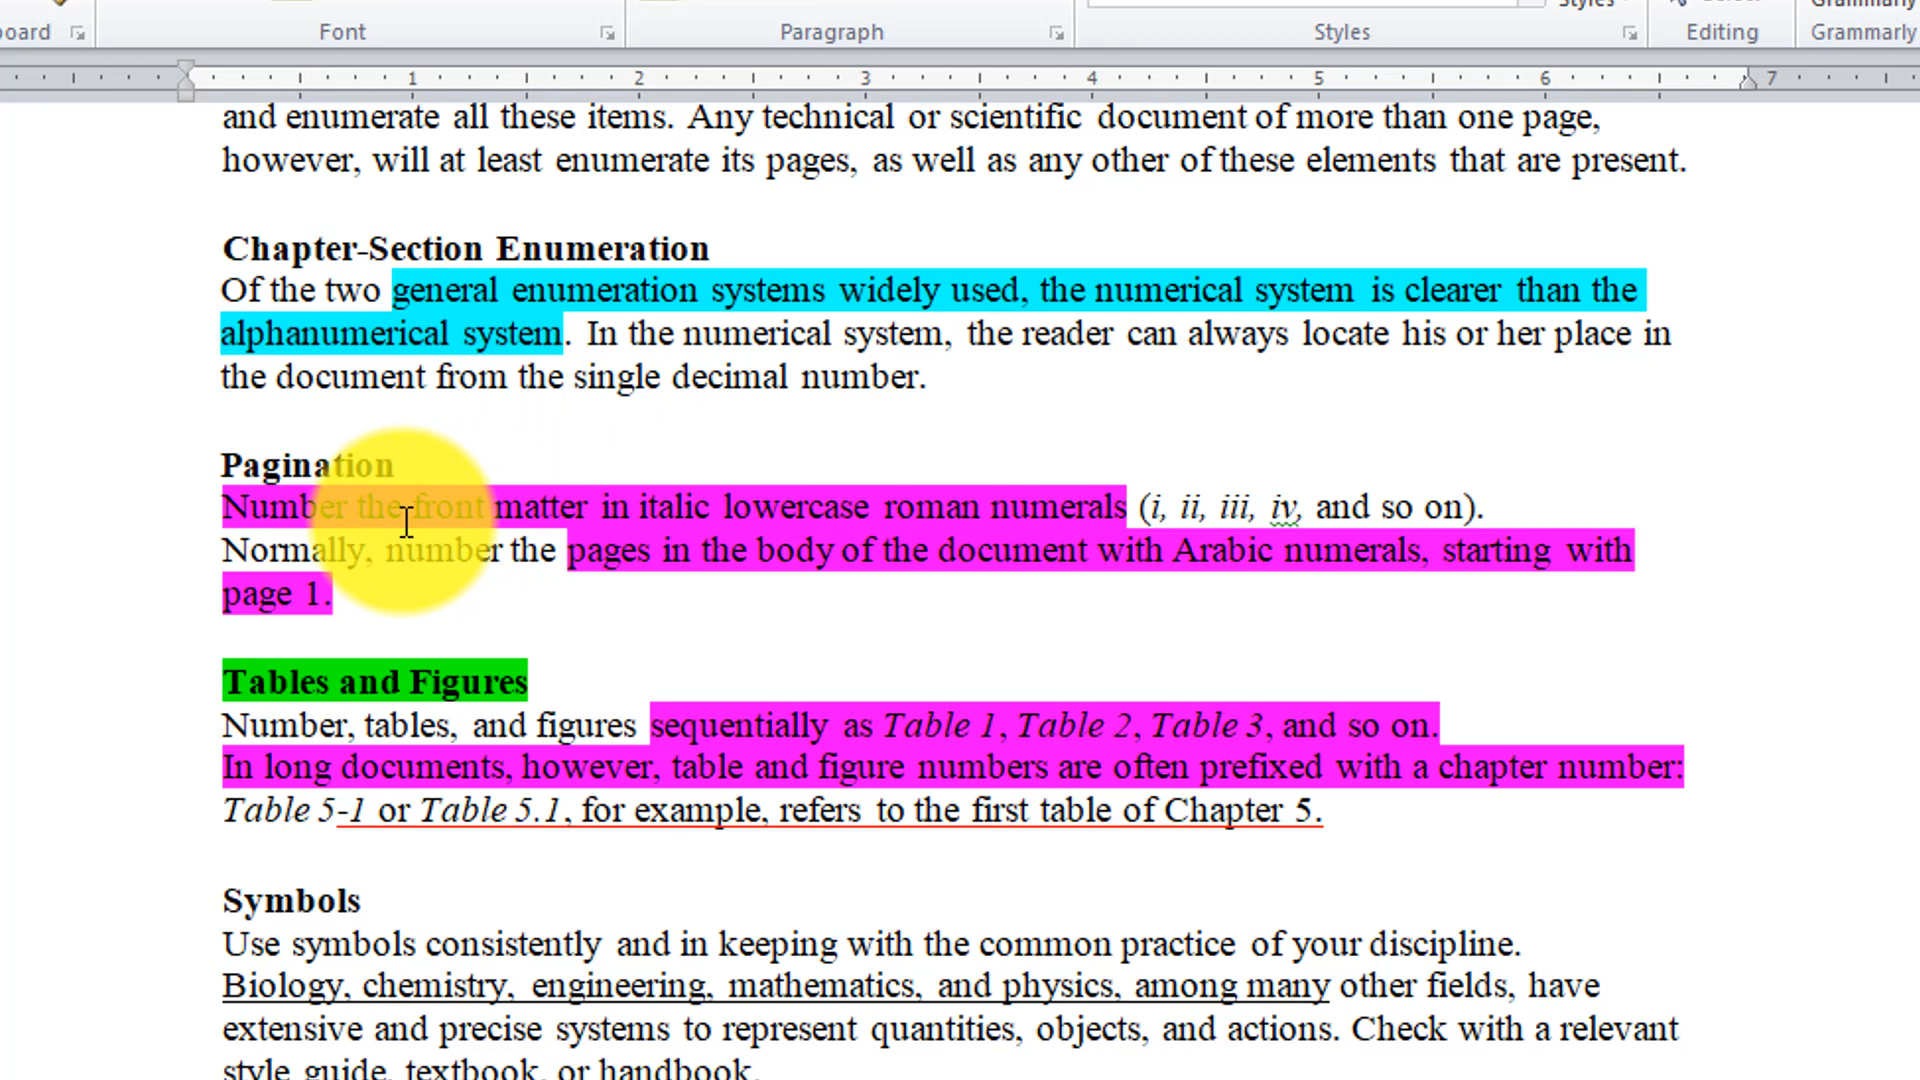 board
Font
Paragraph
Styles
Styles
Editing
Grammarly
Grammarly
1 2 3 4 5 6 7
and enumerate all these items. Any technical or scientific document of more than one page,
however, will at least enumerate its pages, as well as any other of these elements that are present.
Chapter-Section Enumeration
Of the two general enumeration systems widely used, the numerical system is clearer than the
alphanumerical system. In the numerical system, the reader can always locate his or her place in
the document from the single decimal number.
Pagination
Number the front matter in italic lowercase roman numerals (i, ii, iii, iv, and so on).
Normally, number the pages in the body of the document with Arabic numerals, starting with
page 1.
Tables and Figures
Number, tables, and figures sequentially as Table 1, Table 2, Table 3, and so on.
In long documents, however, table and figure numbers are often prefixed with a chapter number:
Table 5-1 or Table 5.1, for example, refers to the first table of Chapter 5.
Symbols
Use symbols consistently and in keeping with the common practice of your discipline.
Biology, chemistry, engineering, mathematics, and physics, among many other fields, have
extensive and precise systems to represent quantities, objects, and actions. Check with a relevant
style guide, textbook, or handbook.